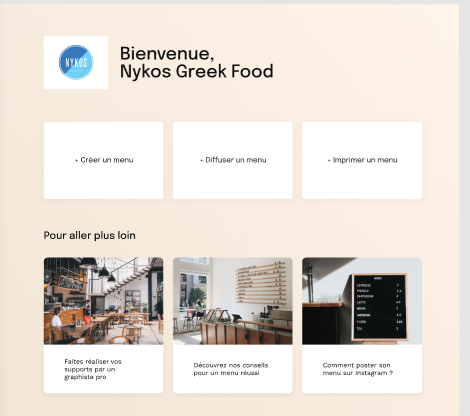 NYKOS
Bienvenue,
Nykos Greek Food
+ Créer un menu
+ Diffuser un menu
+ Imprimer un menu
Pour aller plus loin
Faites réaliser vos
supports par un
graphiste pro
Découvrez nos conseils
pour un menu réussi
Comment poster son
menu sur Instagram ?